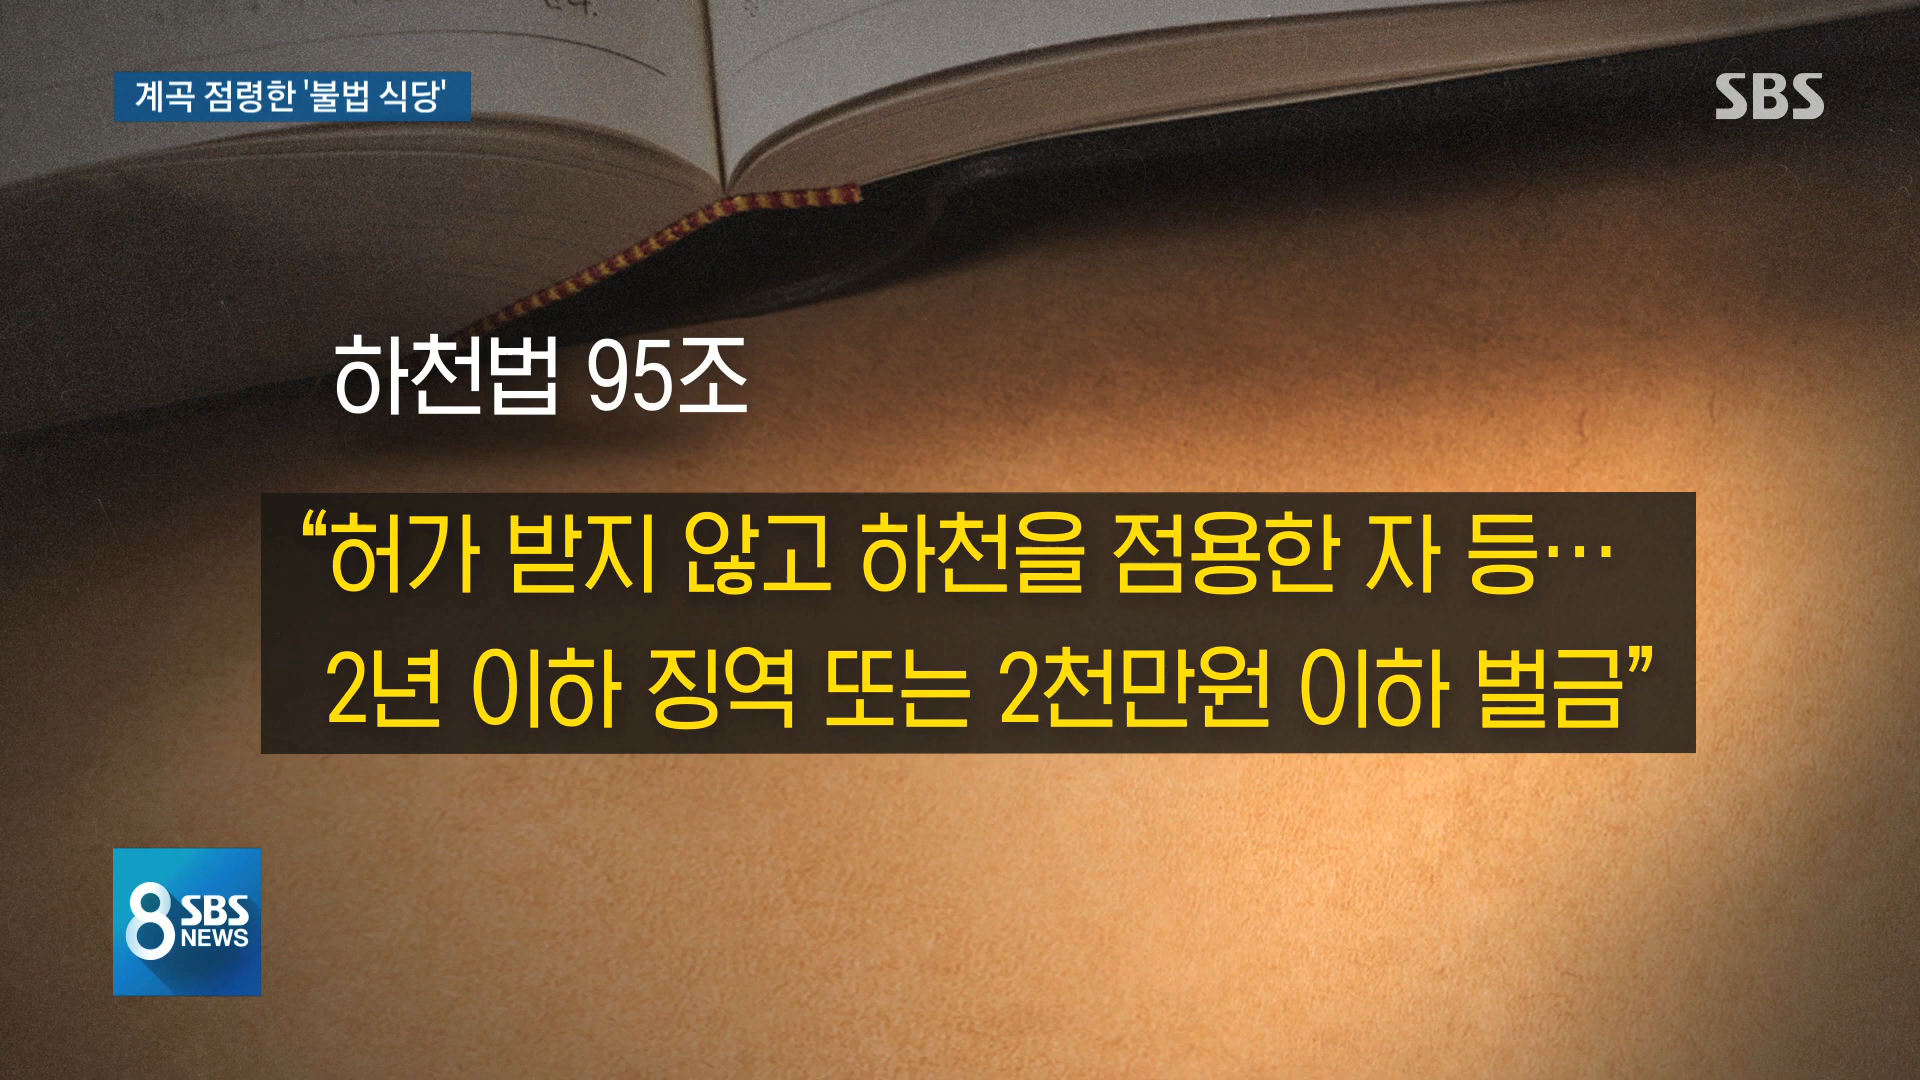 계곡 점령한 '불법 식당'
SBS
하천법 95조
“허가 받지 않고 하천을 점용한 자 등…
2년 이하 징역 또는 2천만원 이하 벌금”
8 SBS
NEWS